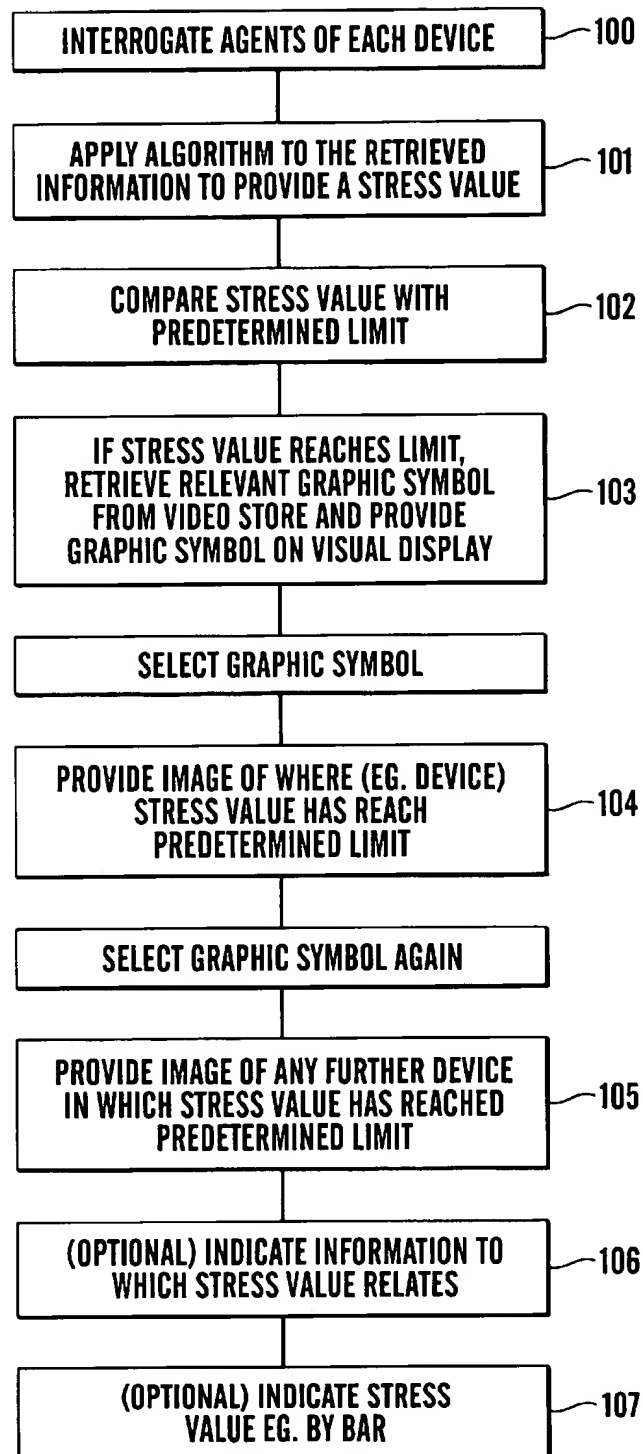 INTERROGATE AGENTS OF EACH DEVICE
100
APPLY ALGORITHM TO THE RETRIEVED
INFORMATION TO PROVIDE A STRESS VALUE
101
COMPARE STRESS VALUE WITH
PREDETERMINED LIMIT
102
IF STRESS VALUE REACHES LIMIT,
RETRIEVE RELEVANT GRAPHIC SYMBOL
FROM VIDEO STORE AND PROVIDE
GRAPHIC SYMBOL ON VISUAL DISPLAY
103
SELECT GRAPHIC SYMBOL
PROVIDE IMAGE OF WHERE (EG. DEVICE)
STRESS VALUE HAS REACH
PREDETERMINED LIMIT
104
SELECT GRAPHIC SYMBOL AGAIN
PROVIDE IMAGE OF ANY FURTHER DEVICE
IN WHICH STRESS VALUE HAS REACHED
PREDETERMINED LIMIT
105
(OPTIONAL) INDICATE INFORMATION TO
WHICH STRESS VALUE RELATES
106
(OPTIONAL) INDICATE STRESS
VALUE EG. BY BAR
107